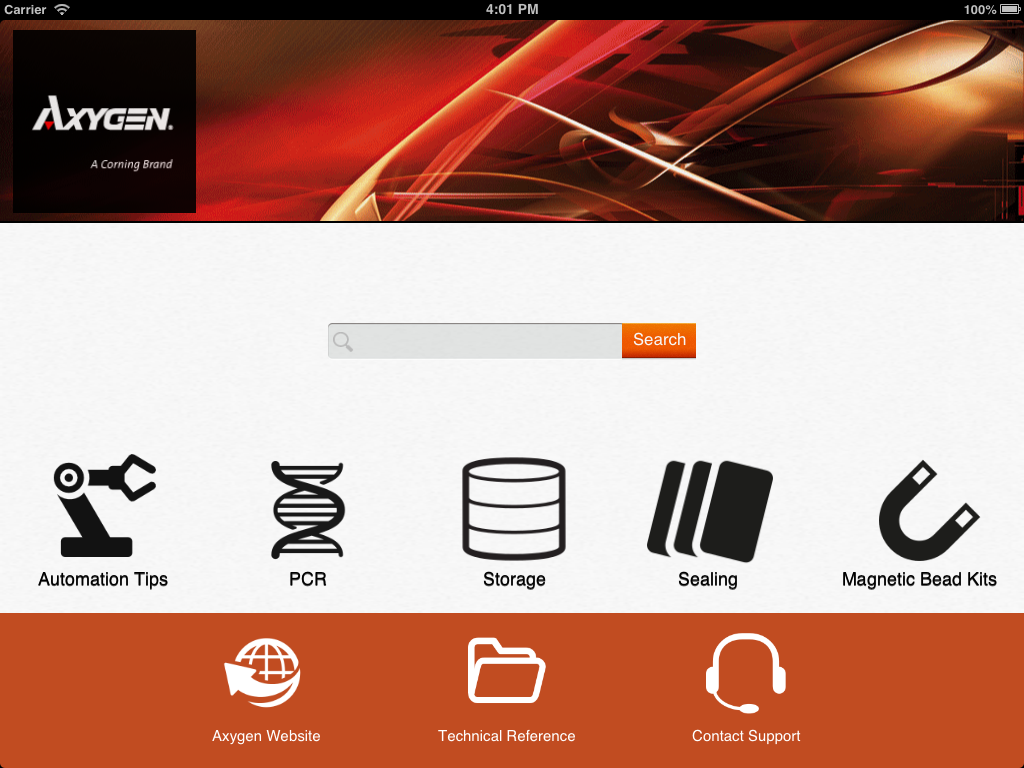 Carrier 4:01 PM 100%
AXYGEN.
A Corning Brand
Search
Automation Tips PCR Storage Sealing Magnetic Bead Kits
Axygen Website Technical Reference Contact Support